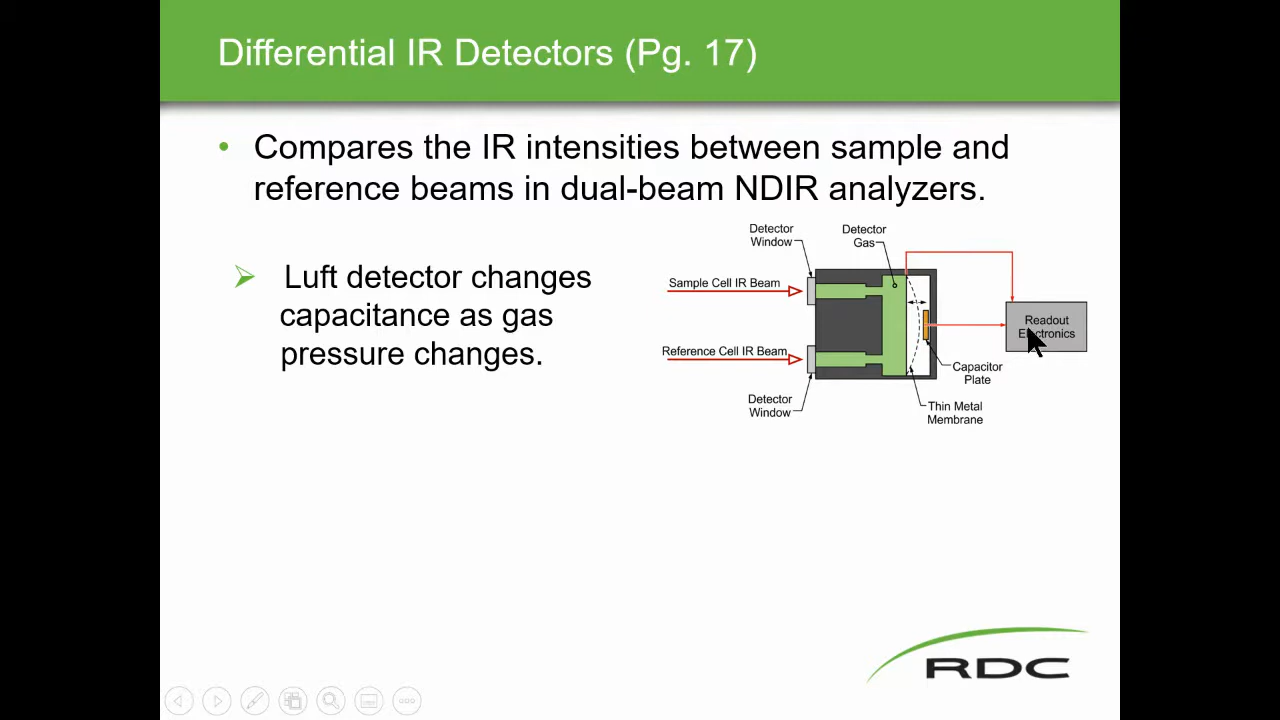 Differential IR Detectors (Pg. 17)
• Compares the IR intensities between sample and
reference beams in dual-beam NDIR analyzers.
➢ Luft detector changes
capacitance as gas
pressure changes.
Detector
Window
Detector
Gas
Sample Cell IR Beam
Reference Cell IR Beam
Readout
Electronics
Capacitor
Plate
Detector
Window
Thin Metal
Membrane
RDC